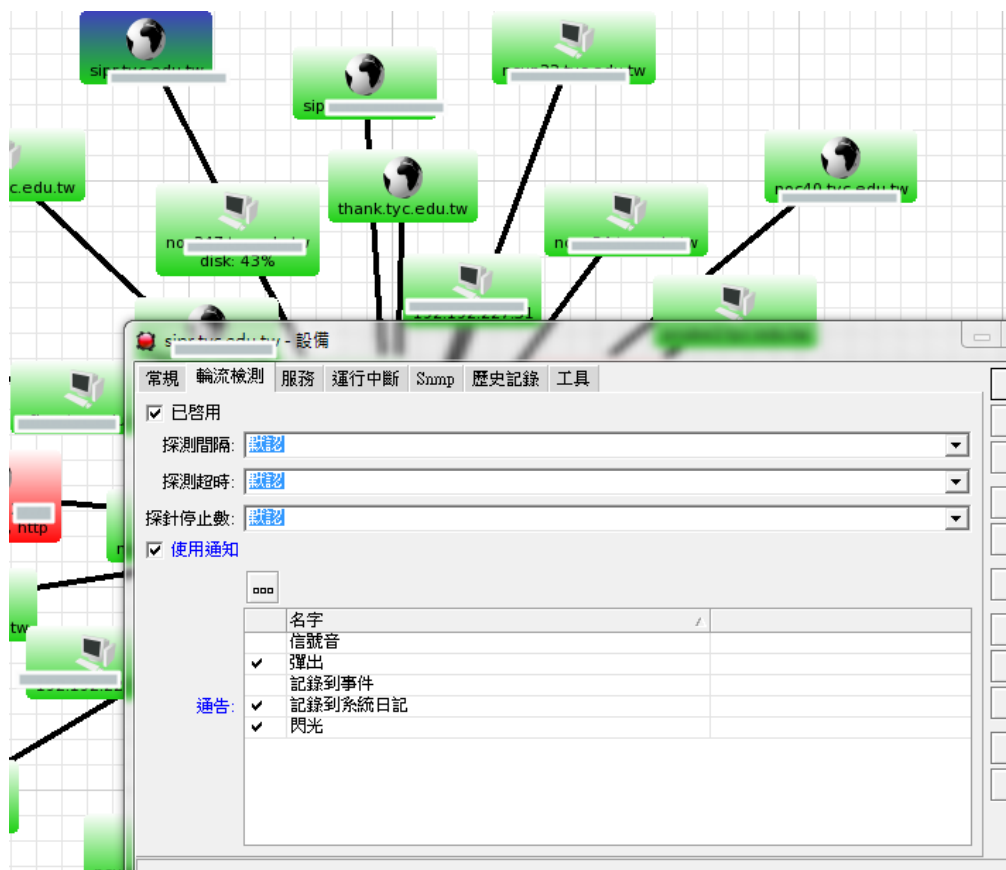 c.edu.tw
thank.tyc.edu.tw
disk: 43%
http
tw
- 設備
常規 輪流檢測 服務 運行中斷 Snmp 歷史記錄 工具
已啓用
探測間隔: 默認
探測超時: 默認
探針停止數: 默認
使用通知
名字
信號音
彈出
記錄到事件
通告: 記錄到系統日記
閃光